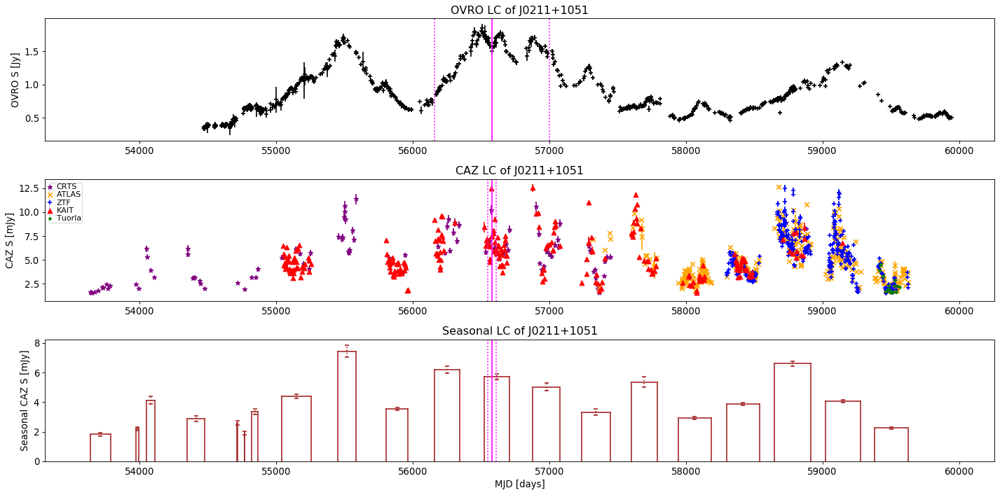 OVRO LC of J0211+1051
OVRO S [Jy]
1.5
1.0
0.5
54000 55000 56000 57000 58000 59000 60000
CAZ LC of J0211+1051
CAZ S [mJy]
12.5
10.0
7.5
5.0
2.5
CRTS
ATLAS
ZTF
KAIT
Tuorla
54000 55000 56000 57000 58000 59000 60000
Seasonal LC of J0211+1051
Seasonal CAZ S [mJy]
8
6
4
2
0
54000 55000 56000 57000 58000 59000 60000
MJD [days]